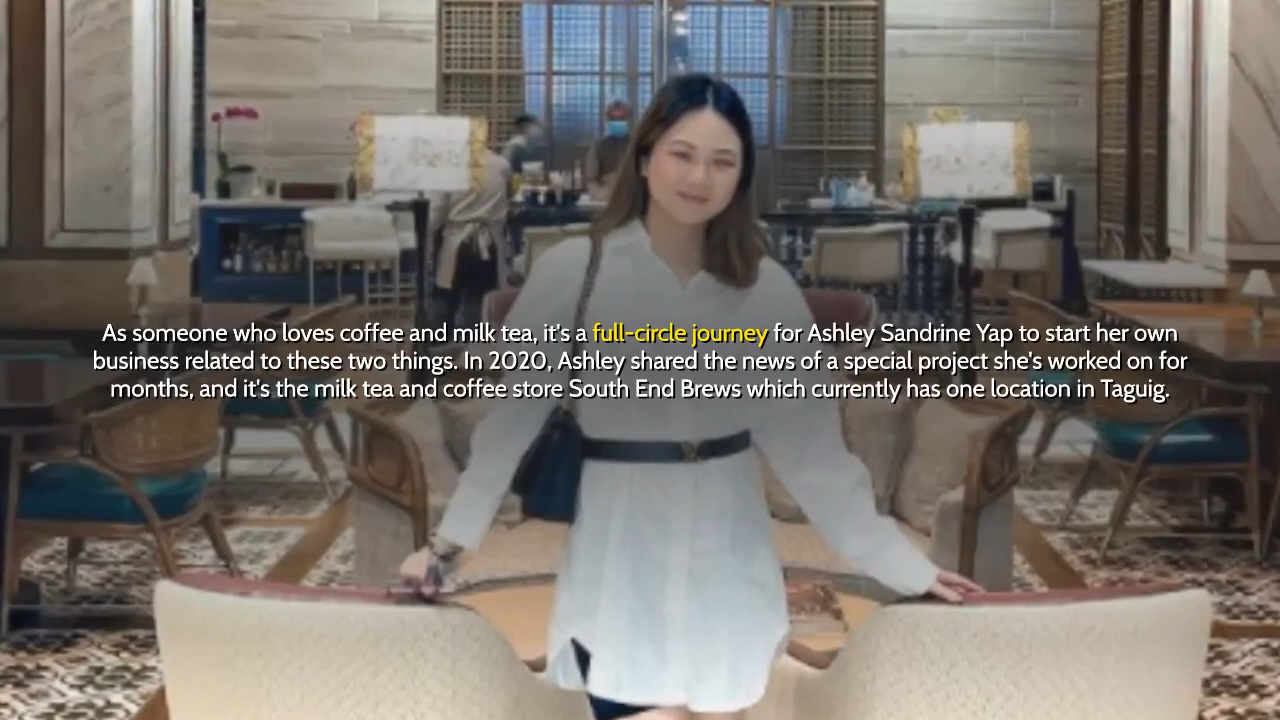 As someone who loves coffee and milk tea, it's a full-circle journey for Ashley Sandrine Yap to start her own
business related to these two things. In 2020, Ashley shared the news of a special project she's worked on for
months, and it's the milk tea and coffee store South End Brews which currently has one location in Taguig.